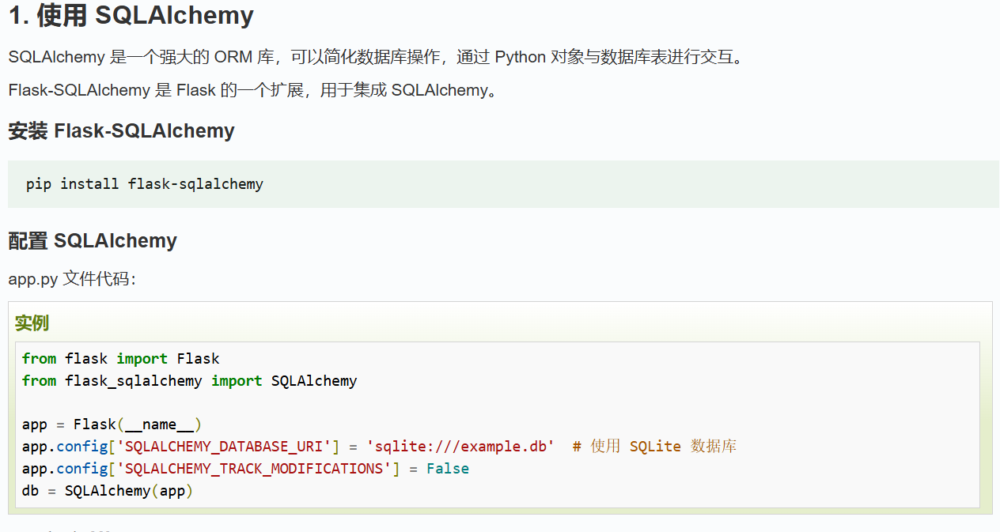 1. 使用 SQLAlchemy
SQLAlchemy 是一个强大的 ORM 库，可以简化数据库操作，通过 Python 对象与数据库表进行交互。
Flask-SQLAlchemy 是 Flask 的一个扩展，用于集成 SQLAlchemy。
安装 Flask-SQLAlchemy
pip install flask-sqlalchemy
配置 SQLAlchemy
app.py 文件代码：
实例
from flask import Flask
from flask_sqlalchemy import SQLAlchemy
app = Flask(__name__)
app.config['SQLALCHEMY_DATABASE_URI'] = 'sqlite:///example.db'  # 使用 SQLite 数据库
app.config['SQLALCHEMY_TRACK_MODIFICATIONS'] = False
db = SQLAlchemy(app)